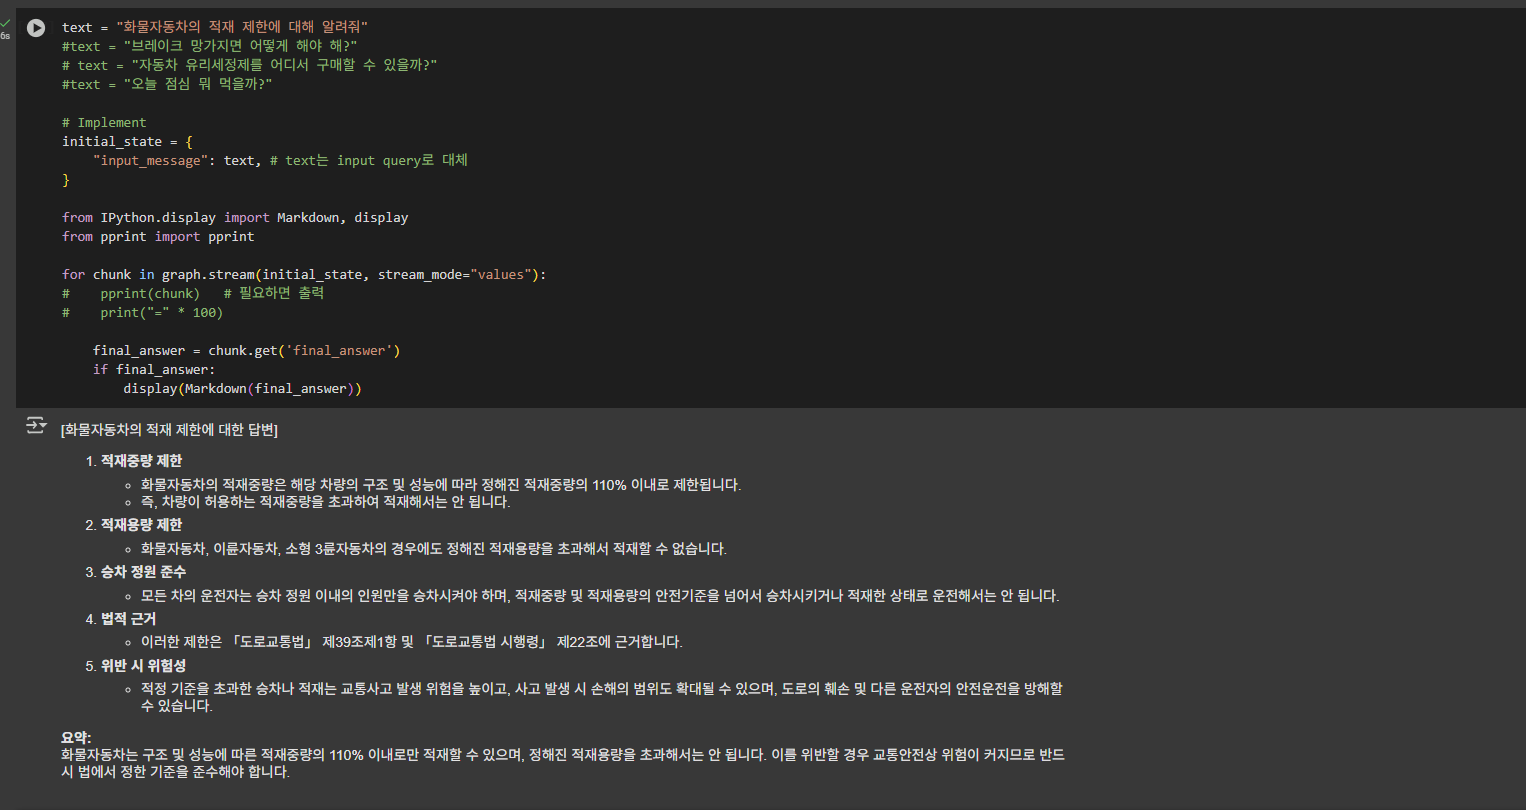 6s
text = "화물자동차의 적재 제한에 대해 알려줘"
#text = "브레이크 망가지면 어떻게 해야 해?"
# text = "자동차 유리세정제를 어디서 구매할 수 있을까?"
#text = "오늘 점심 뭐 먹을까?"
# Implement
initial_state = {
    "input_message": text, # text는 input query로 대체
}
from IPython.display import Markdown, display
from pprint import pprint
for chunk in graph.stream(initial_state, stream_mode="values"):
#    pprint(chunk)   # 필요하면 출력
#    print("=" * 100)
    final_answer = chunk.get('final_answer')
    if final_answer:
        display(Markdown(final_answer))
[화물자동차의 적재 제한에 대한 답변]
1. 적재중량 제한
◦ 화물자동차의 적재중량은 해당 차량의 구조 및 성능에 따라 정해진 적재중량의 110% 이내로 제한됩니다.
◦ 즉, 차량이 허용하는 적재중량을 초과하여 적재해서는 안 됩니다.
2. 적재용량 제한
◦ 화물자동차, 이륜자동차, 소형 3륜자동차의 경우에도 정해진 적재용량을 초과해서 적재할 수 없습니다.
3. 승차 정원 준수
◦ 모든 차의 운전자는 승차 정원 이내의 인원만을 승차시켜야 하며, 적재중량 및 적재용량의 안전기준을 넘어서 승차시키거나 적재한 상태로 운전해서는 안 됩니다.
4. 법적 근거
◦ 이러한 제한은 「도로교통법」 제39조제1항 및 「도로교통법 시행령」 제22조에 근거합니다.
5. 위반 시 위험성
◦ 적정 기준을 초과한 승차나 적재는 교통사고 발생 위험을 높이고, 사고 발생 시 손해의 범위도 확대될 수 있으며, 도로의 훼손 및 다른 운전자의 안전운전을 방해할
수 있습니다.
요약:
화물자동차는 구조 및 성능에 따른 적재중량의 110% 이내로만 적재할 수 있으며, 정해진 적재용량을 초과해서는 안 됩니다. 이를 위반할 경우 교통안전상 위험이 커지므로 반드
시 법에서 정한 기준을 준수해야 합니다.